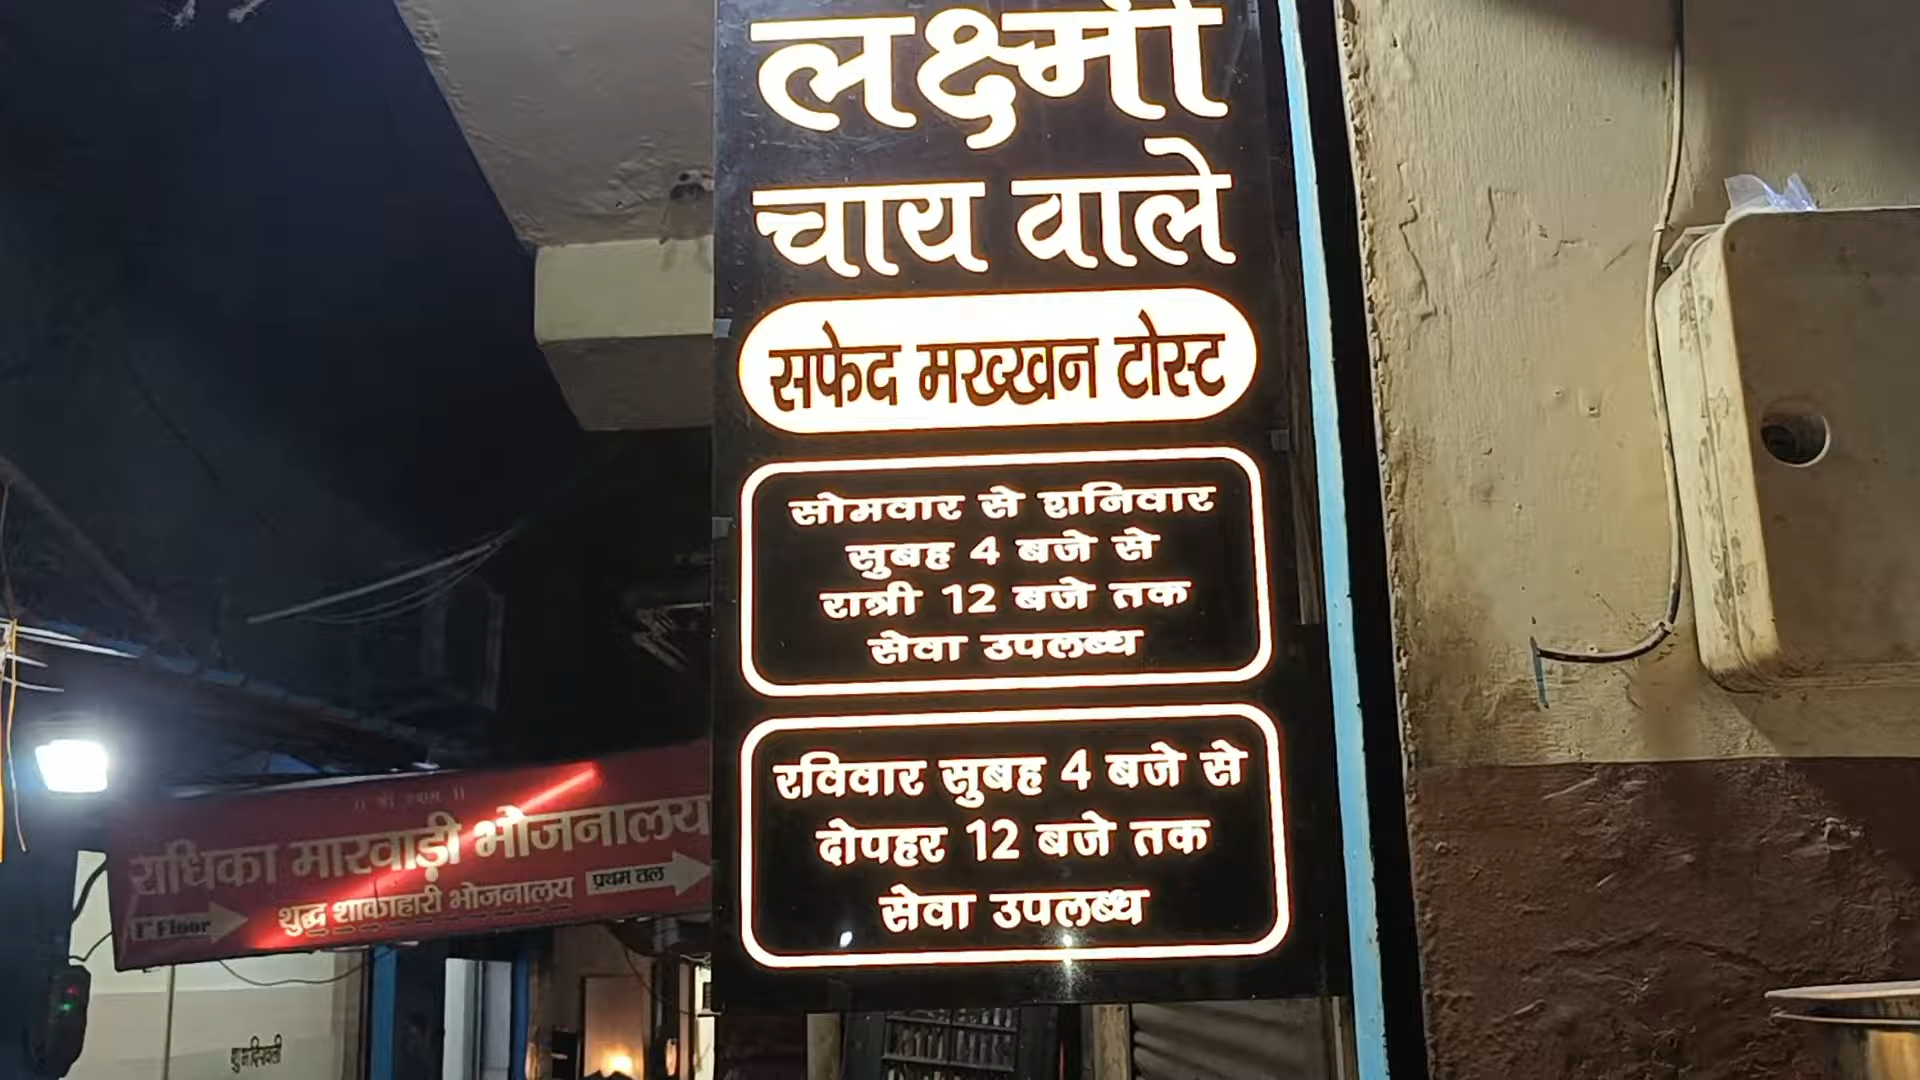 लक्ष्मी
चाय वाले
सफेद मख्खन टोस्ट
सोमवार से शनिवार
सुबह 4 बजे से
रात्री 12 बजे तक
सेवा उपलब्ध
रविवार सुबह 4 बजे से
दोपहर 12 बजे तक
सेवा उपलब्ध
राधिका मारवाड़ी भोजनालय
शुद्ध शाकाहारी भोजनालय
प्रथम तल
1st Floor